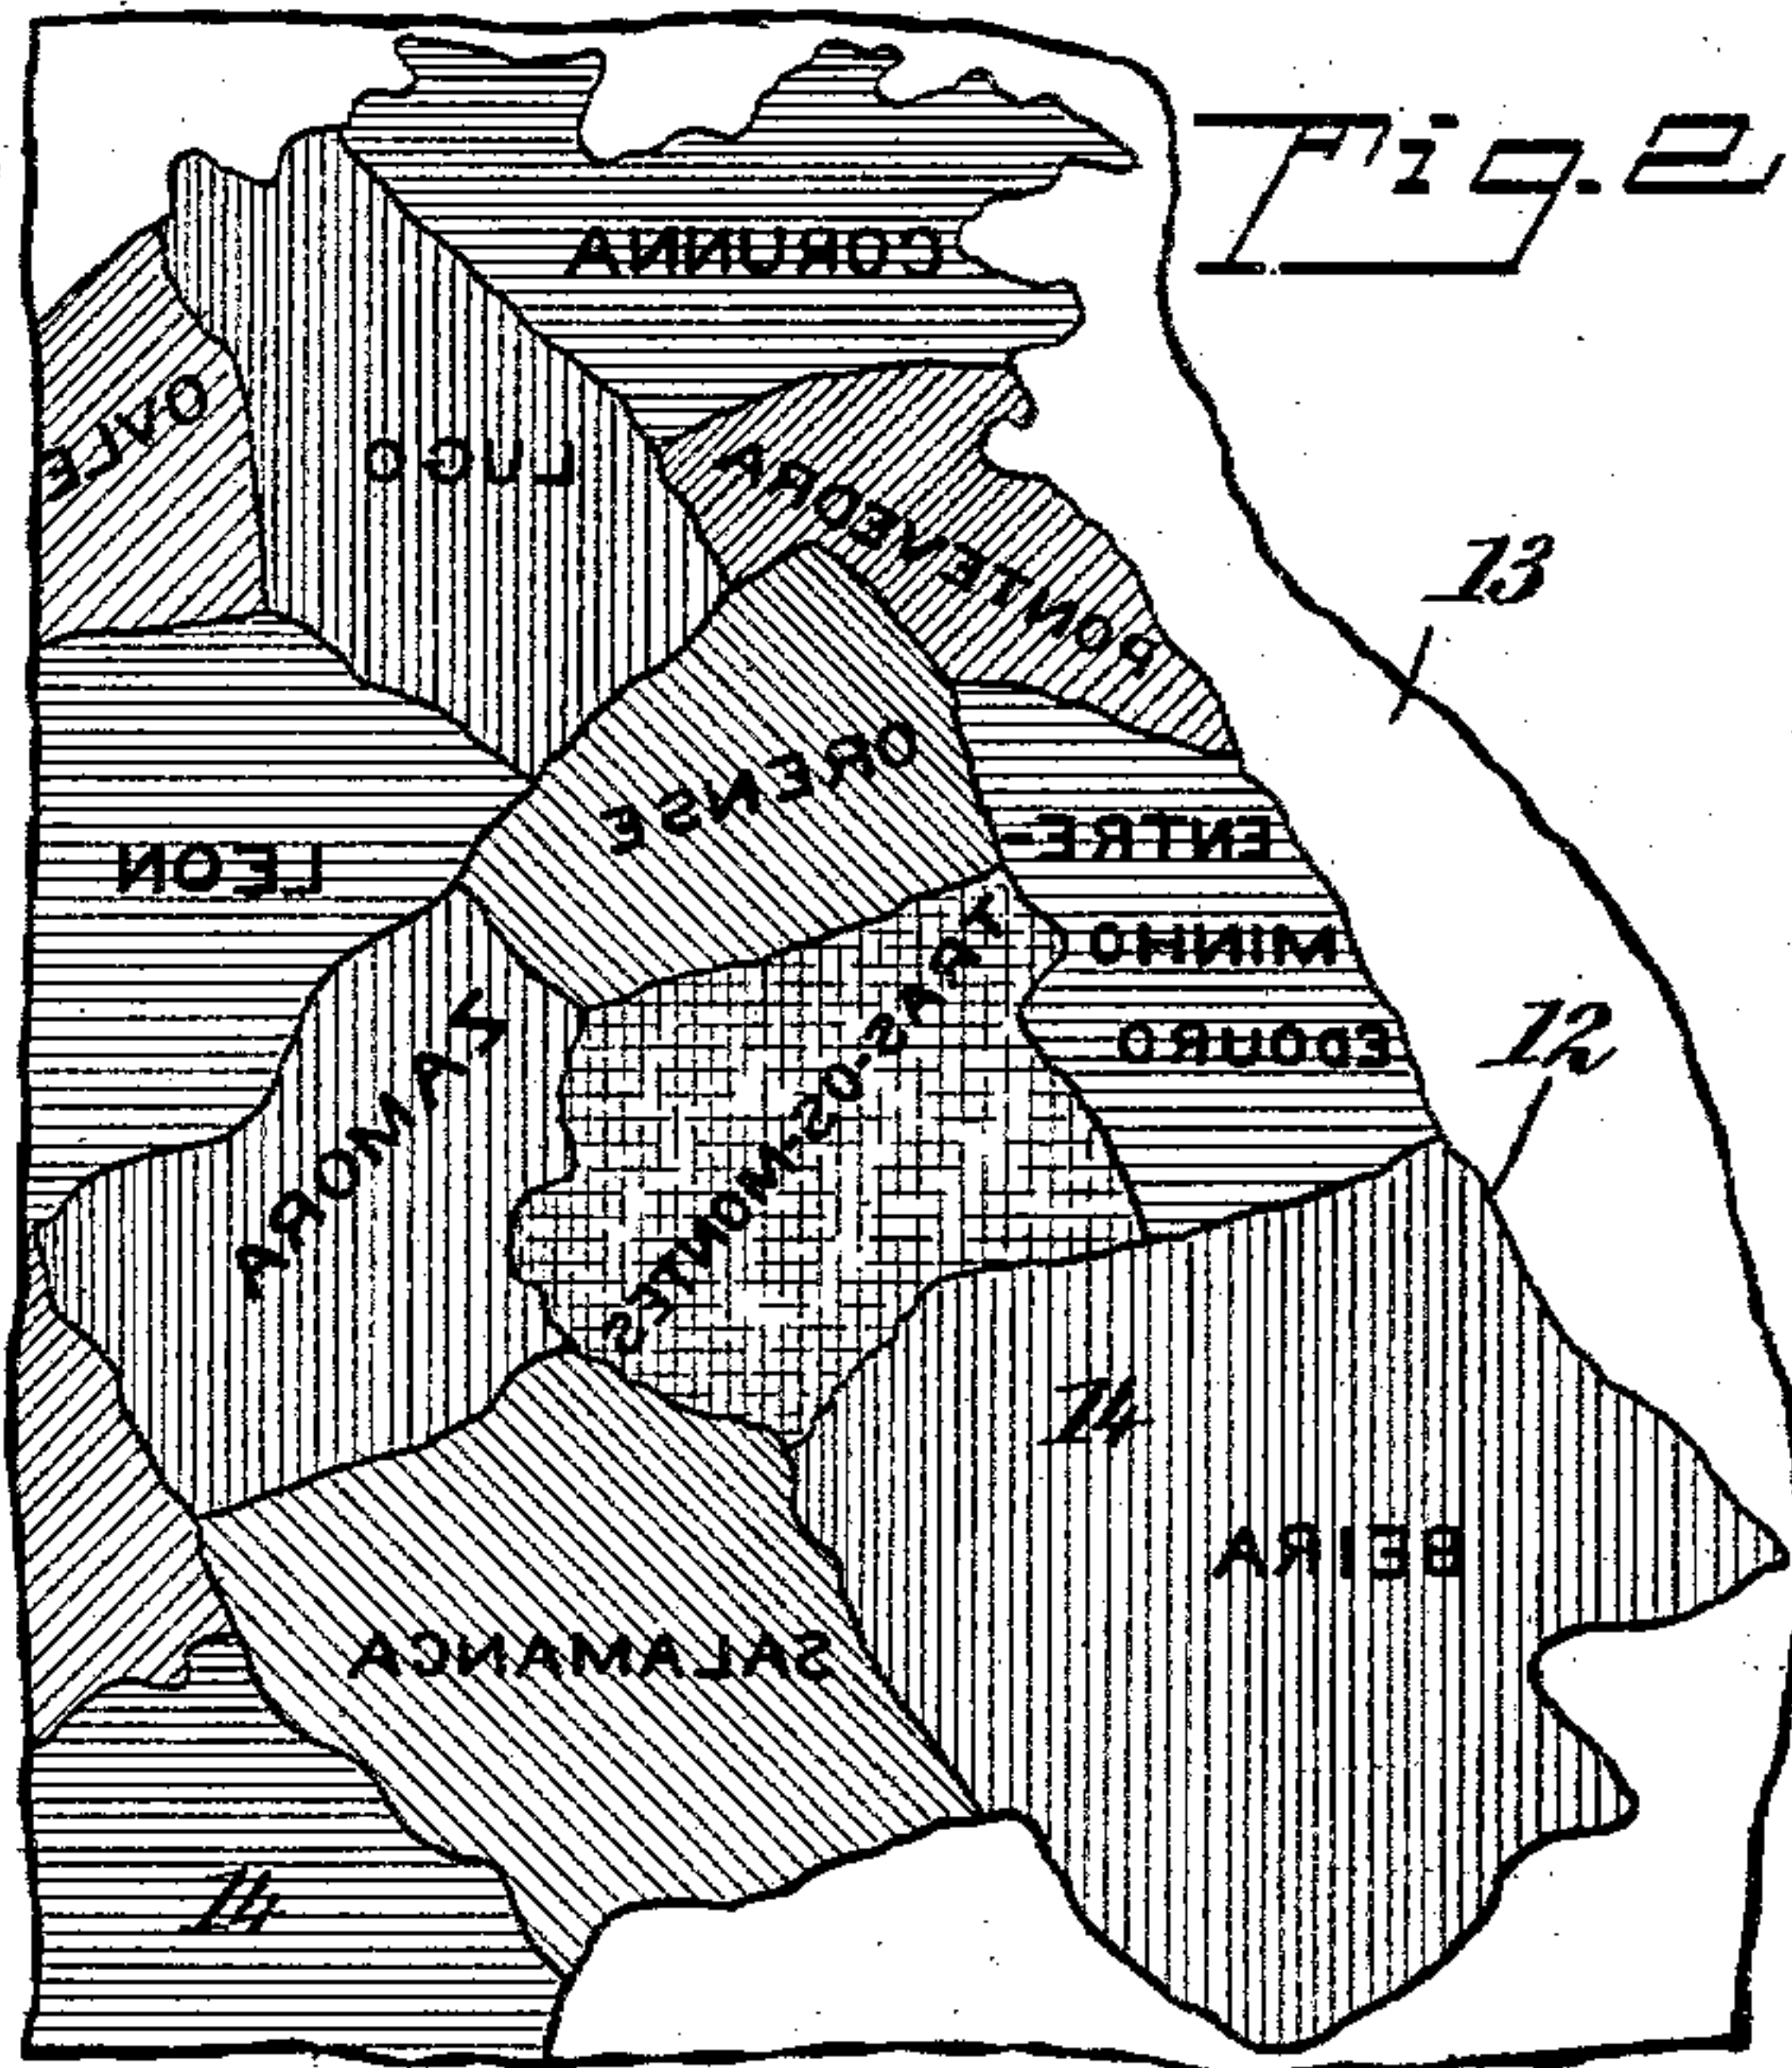 Fig. 2
CORUNNA
OVLE
LUGO
PONTEVEORA
13
ORENSE
ENTRE-
LEON
MINHO
TRAS-OS-MONTES
12
EDOURO
ZAMORA
14
BEIRA
SALAMANCA
14